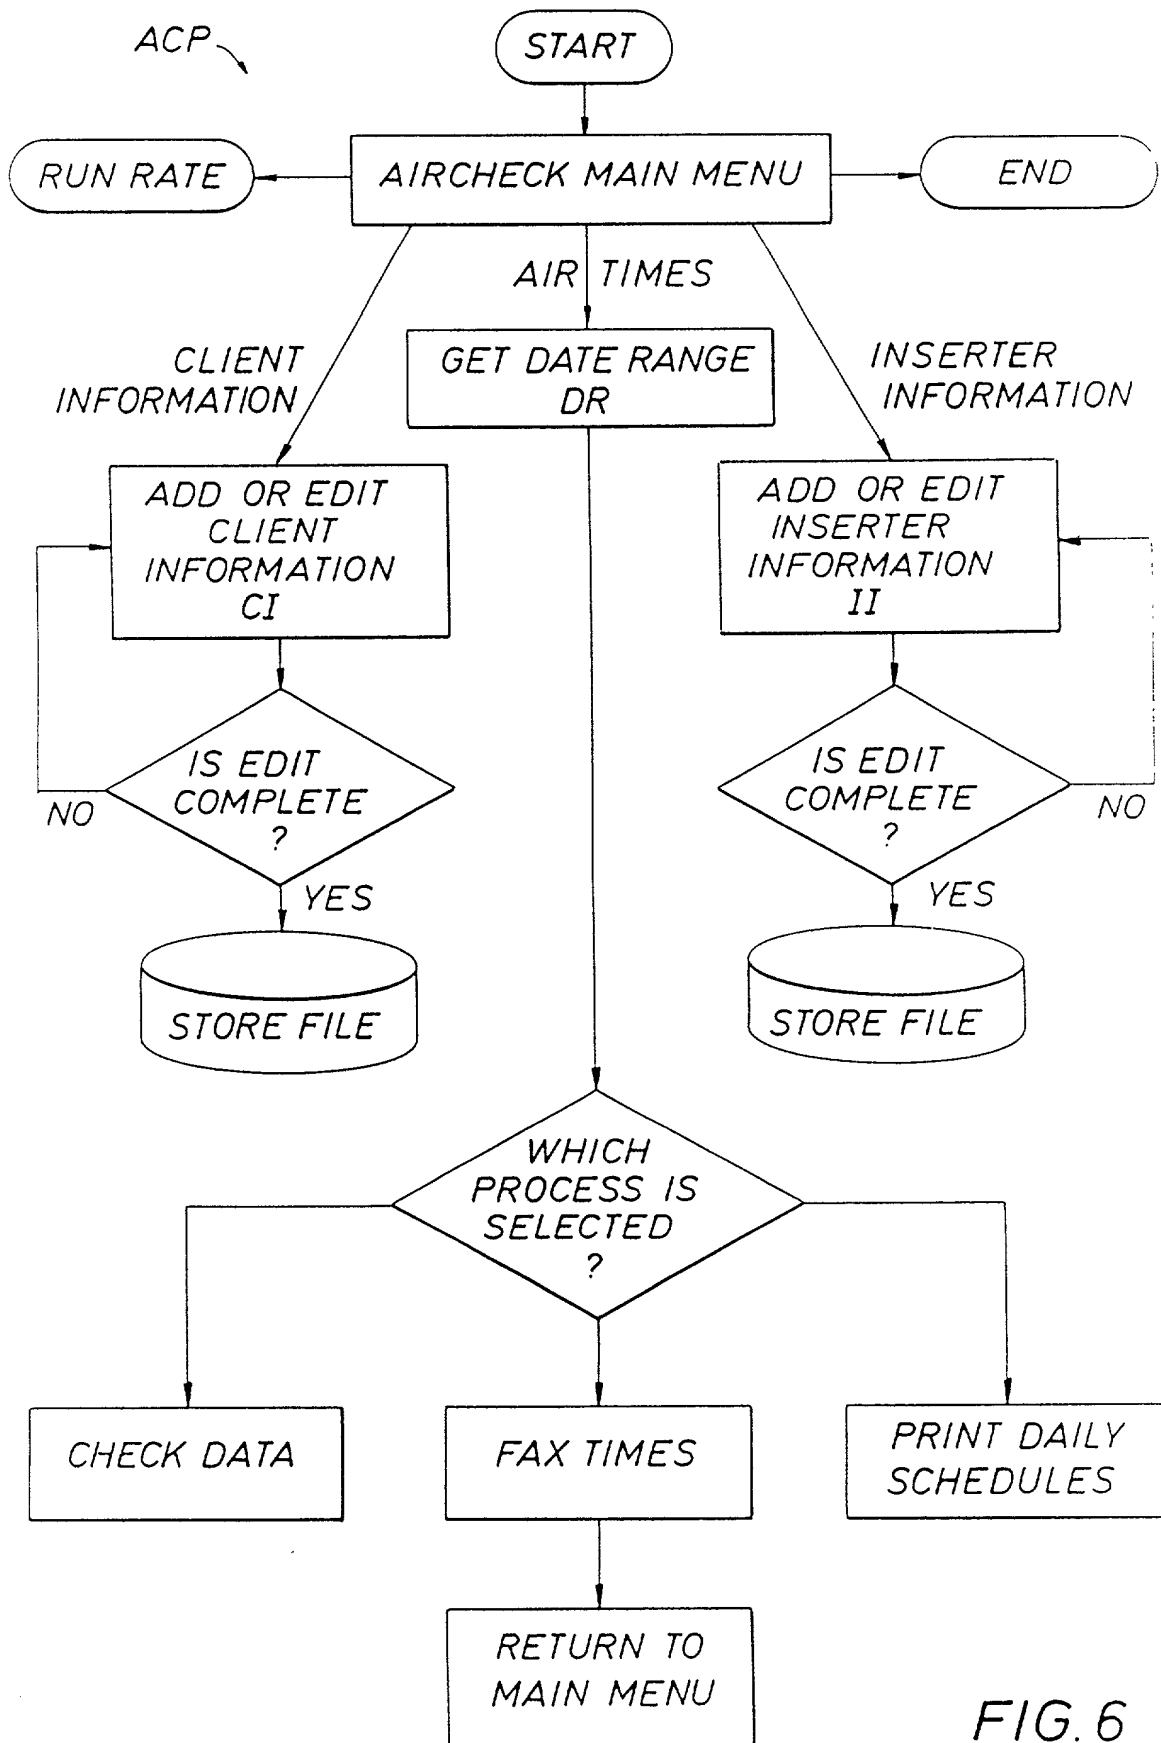 ACP
START
RUN RATE
AIRCHECK MAIN MENU
END
AIR TIMES
CLIENT
INFORMATION
GET DATE RANGE
DR
INSERTER
INFORMATION
ADD OR EDIT
CLIENT
INFORMATION
CI
ADD OR EDIT
INSERTER
INFORMATION
II
IS EDIT
COMPLETE
?
NO
YES
IS EDIT
COMPLETE
?
NO
YES
STORE FILE
STORE FILE
WHICH
PROCESS IS
SELECTED
?
CHECK DATA
FAX TIMES
PRINT DAILY
SCHEDULES
RETURN TO
MAIN MENU
FIG. 6